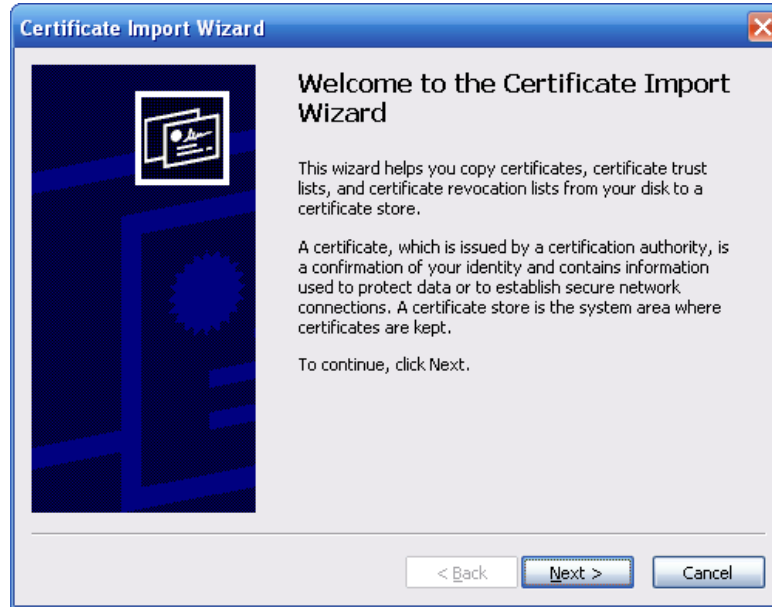 Certificate Import Wizard
Welcome to the Certificate Import
Wizard
This wizard helps you copy certificates, certificate trust
lists, and certificate revocation lists from your disk to a
certificate store.
A certificate, which is issued by a certification authority, is
a confirmation of your identity and contains information
used to protect data or to establish secure network
connections. A certificate store is the system area where
certificates are kept.
To continue, click Next.
< Back
Next >
Cancel